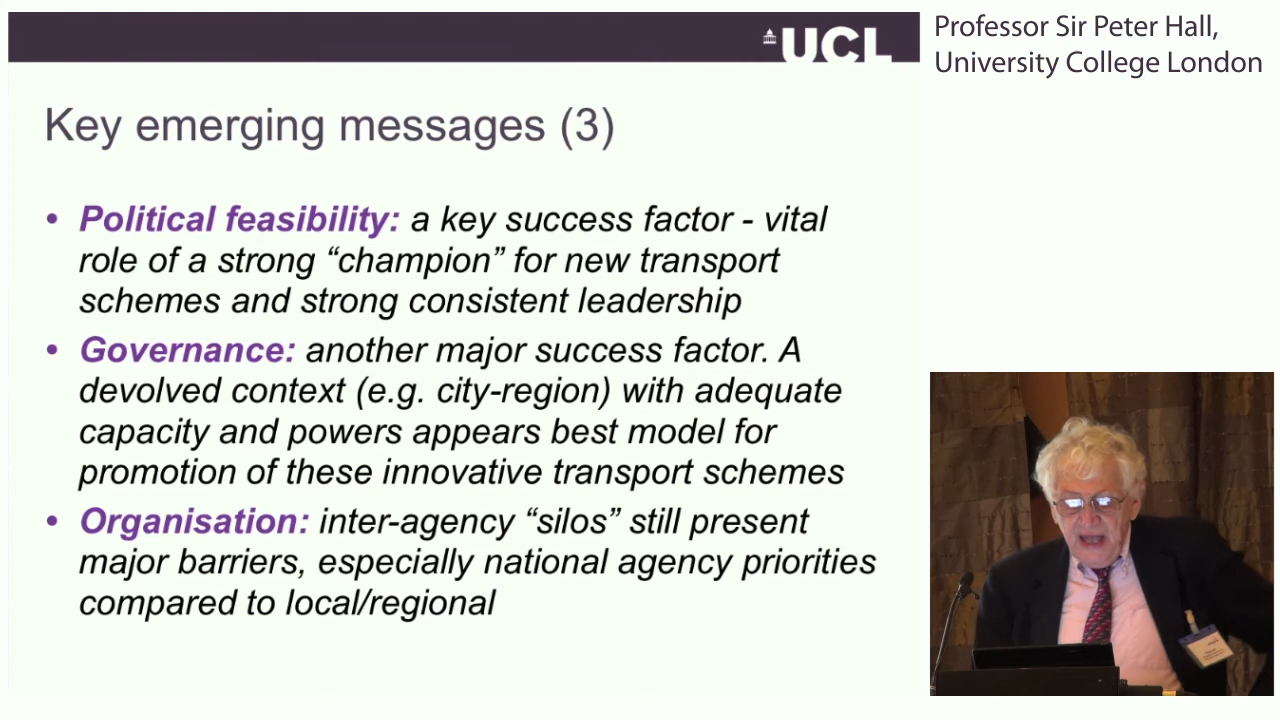 UCL
Professor Sir Peter Hall,
University College London
Key emerging messages (3)
• Political feasibility: a key success factor - vital
role of a strong “champion” for new transport
schemes and strong consistent leadership
• Governance: another major success factor. A
devolved context (e.g. city-region) with adequate
capacity and powers appears best model for
promotion of these innovative transport schemes
• Organisation: inter-agency “silos” still present
major barriers, especially national agency priorities
compared to local/regional